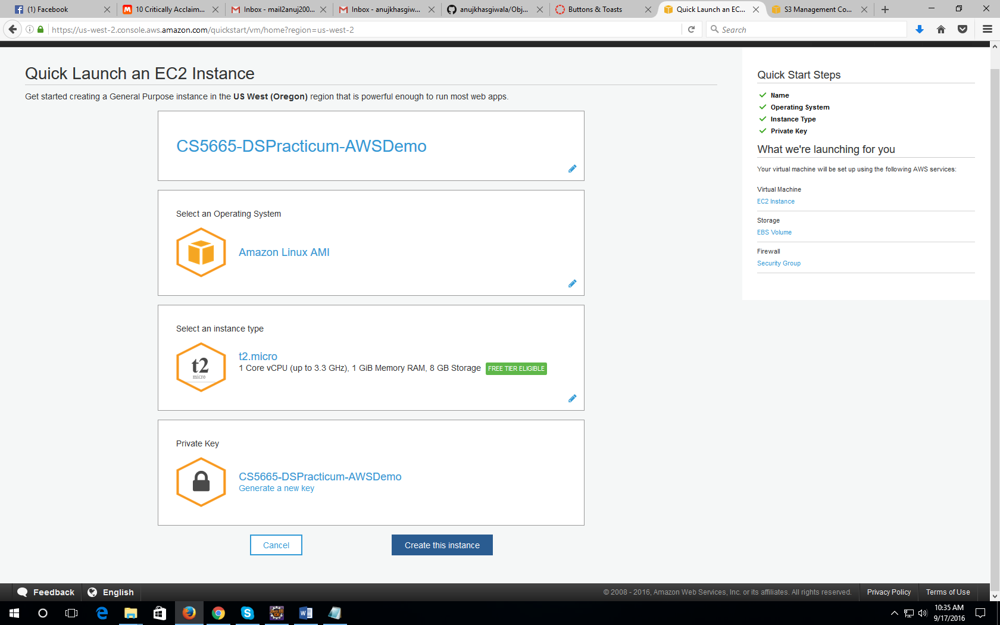 (1) Facebook
10 Critically Acclaim...
Inbox - mail2anuj200...
Inbox - anujkhasgiw...
anujkhasgiwala/Obj...
Buttons & Toasts
Quick Launch an EC...
S3 Management Co...
https://us-west-2.console.aws.amazon.com/quickstart/vm/home?region=us-west-2
Search
Quick Launch an EC2 Instance
Get started creating a General Purpose instance in the US West (Oregon) region that is powerful enough to run most web apps.
CS5665-DSPracticum-AWSDemo
Select an Operating System
Amazon Linux AMI
Select an instance type
t2
micro
t2.micro
1 Core vCPU (up to 3.3 GHz), 1 GiB Memory RAM, 8 GB Storage FREE TIER ELIGIBLE
Private Key
CS5665-DSPracticum-AWSDemo
Generate a new key
Cancel
Create this instance
Quick Start Steps
Name
Operating System
Instance Type
Private Key
What we're launching for you
Your virtual machine will be set up using the following AWS services:
Virtual Machine
EC2 Instance
Storage
EBS Volume
Firewall
Security Group
Feedback
English
© 2008 - 2016, Amazon Web Services, Inc. or its affiliates. All rights reserved.
Privacy Policy
Terms of Use
10:35 AM
9/17/2016